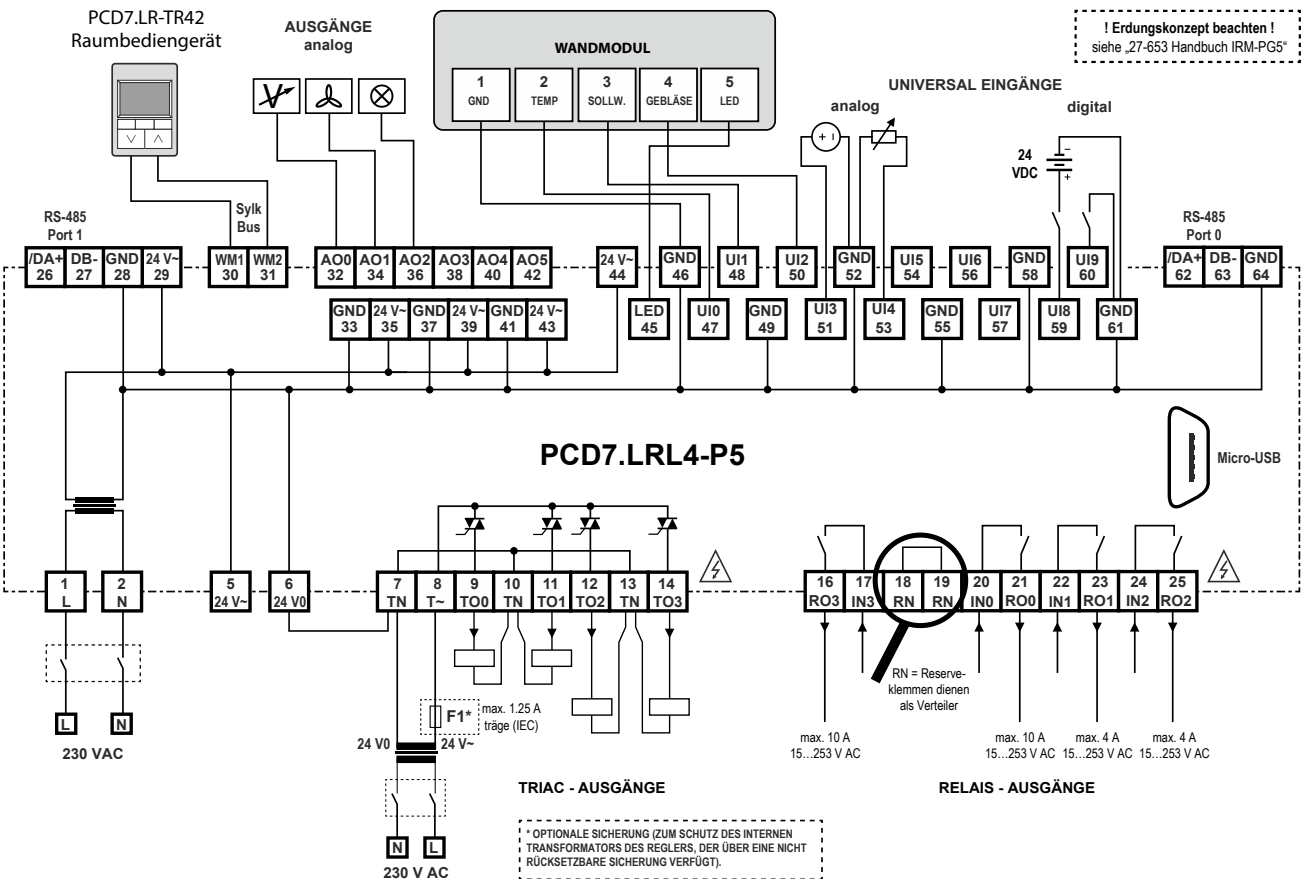 PCD7.LR-TR42
Raumbediengerät
AUSGÄNGE
analog
WANDMODUL
1
GND
2
TEMP
3
SOLLW.
4
GEBLÄSE
5
LED
! Erdungskonzept beachten !
siehe „27-653 Handbuch IRM-PG5“
UNIVERSAL EINGÄNGE
analog
digital
24
VDC
RS-485
Port 1
Sylk
Bus
RS-485
Port 0
/DA+
26
DB-
27
GND
28
24 V~
29
WM1
30
WM2
31
AO0
32
AO1
34
AO2
36
AO3
38
AO4
40
AO5
42
24 V~
44
GND
46
UI1
48
UI2
50
GND
52
UI5
54
UI6
56
GND
58
UI9
60
/DA+
62
DB-
63
GND
64
GND
33
24 V~
35
GND
37
24 V~
39
GND
41
24 V~
43
LED
45
UI0
47
GND
49
UI3
51
UI4
53
GND
55
UI7
57
UI8
59
GND
61
PCD7.LRL4-P5
Micro-USB
1
L
2
N
5
24 V~
6
24 V0
7
TN
8
T~
9
TO0
10
TN
11
TO1
12
TO2
13
TN
14
TO3
16
RO3
17
IN3
18
RN
19
RN
20
IN0
21
RO0
22
IN1
23
RO1
24
IN2
25
RO2
L
N
230 VAC
F1*
max. 1.25 A
träge (IEC)
24 V0
24 V~
N
L
230 V AC
RN = Reserve-
klemmen dienen
als Verteiler
max. 10 A
15...253 V AC
max. 10 A
15...253 V AC
max. 4 A
15...253 V AC
max. 4 A
15...253 V AC
TRIAC - AUSGÄNGE
RELAIS - AUSGÄNGE
* OPTIONALE SICHERUNG (ZUM SCHUTZ DES INTERNEN
TRANSFORMATORS DES REGLERS, DER ÜBER EINE NICHT
RÜCKSETZBARE SICHERUNG VERFÜGT).